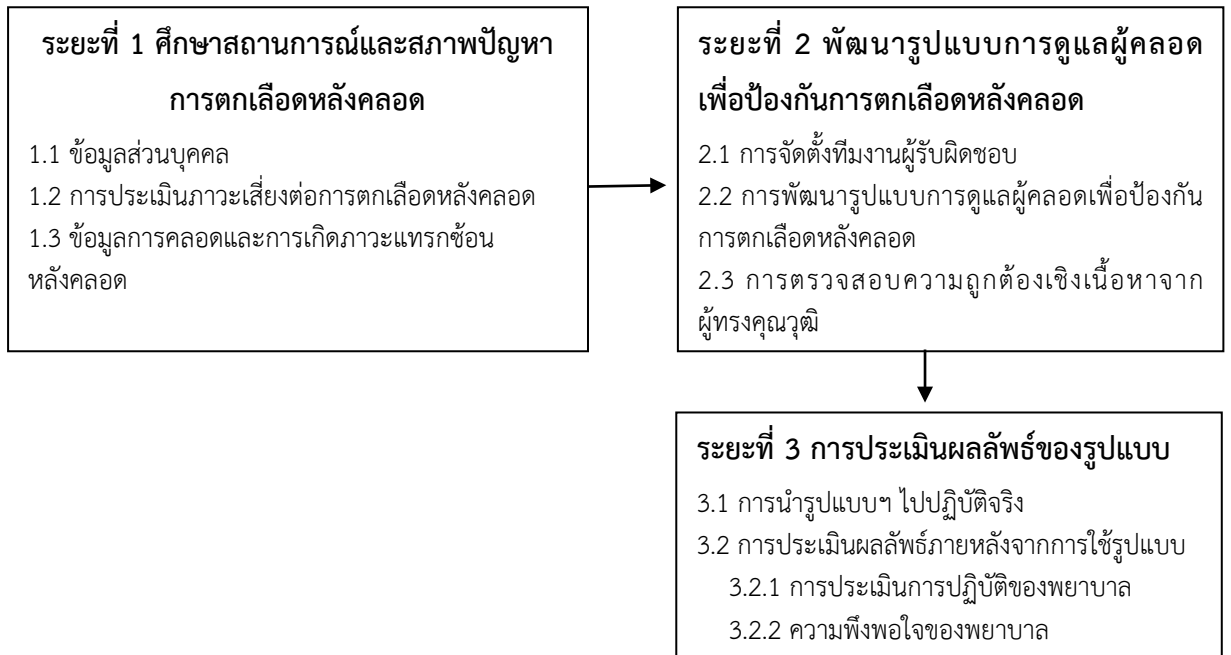 ระยะที่ 1 ศึกษาสถานการณ์และสภาพปัญหา
การตกเลือดหลังคลอด
1.1 ข้อมูลส่วนบุคคล
1.2 การประเมินภาวะเสี่ยงต่อการตกเลือดหลังคลอด
1.3 ข้อมูลการคลอดและการเกิดภาวะแทรกซ้อน
หลังคลอด
ระยะที่ 2 พัฒนารูปแบบการดูแลผู้คลอด
เพื่อป้องกันการตกเลือดหลังคลอด
2.1 การจัดตั้งทีมงานผู้รับผิดชอบ
2.2 การพัฒนารูปแบบการดูแลผู้คลอดเพื่อป้องกัน
การตกเลือดหลังคลอด
2.3 การตรวจสอบความถูกต้องเชิงเนื้อหาจาก
ผู้ทรงคุณวุฒิ
ระยะที่ 3 การประเมินผลลัพธ์ของรูปแบบ
3.1 การนำรูปแบบฯ ไปปฏิบัติจริง
3.2 การประเมินผลลัพธ์ภายหลังจากการใช้รูปแบบ
3.2.1 การประเมินการปฏิบัติของพยาบาล
3.2.2 ความพึงพอใจของพยาบาล